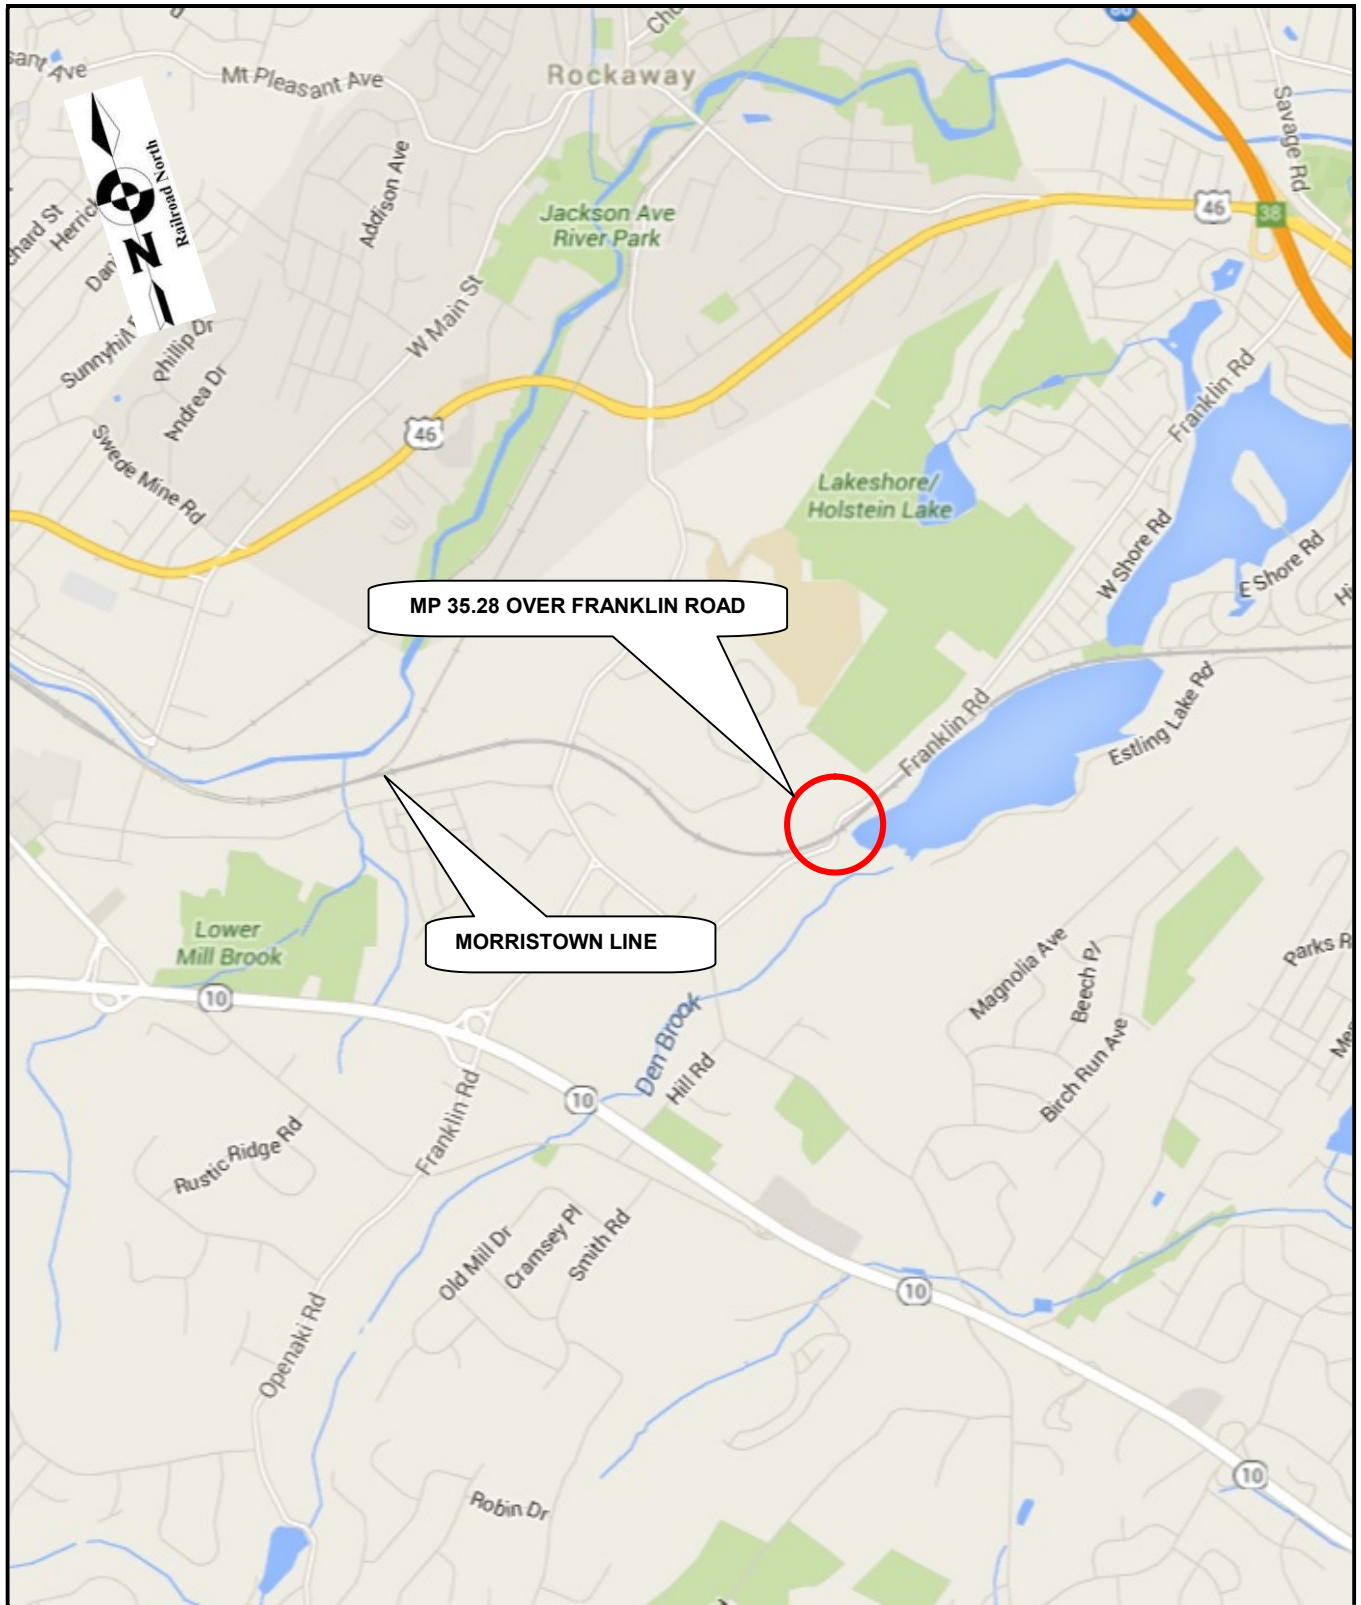 Mt Pleasant Ave
Rockaway
Savage Rd
Addison Ave
Railroad North
N
Herrick
Jackson Ave
River Park
46
38
W Main St
Phillip Dr
Andrea Dr
46
Swede Mine Rd
Franklin Rd
Lakeshore/
Holstein Lake
W Shore Rd
E Shore Rd
MP 35.28 OVER FRANKLIN ROAD
Franklin Rd
Estling Lake Rd
MORRISTOWN LINE
Lower
Mill Brook
10
Magnolia Ave
Beech Pl
Birch Run Ave
Den Brook
Hill Rd
10
Franklin Rd
Rustic Ridge Rd
Old Mill Dr
Cramsey Pl
Smith Rd
10
Openaki Rd
10
Robin Dr